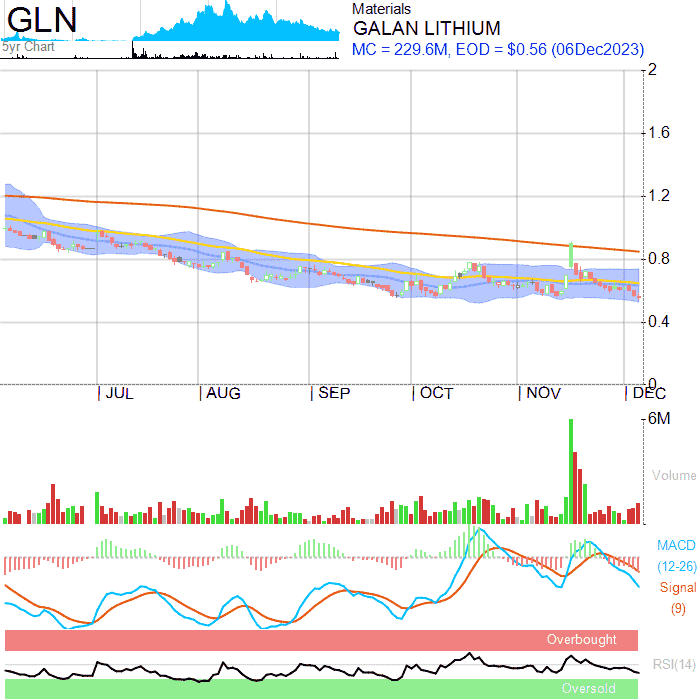 GLN
5yr Chart
Materials
GALAN LITHIUM
MC = 229.6M, EOD = $0.56 (06Dec2023)
2
1.6
1.2
0.8
0.4
0
JUL AUG SEP OCT NOV DEC
6M
Volume
MACD
(12-26)
Signal
(9)
Overbought
RSI(14)
Oversold